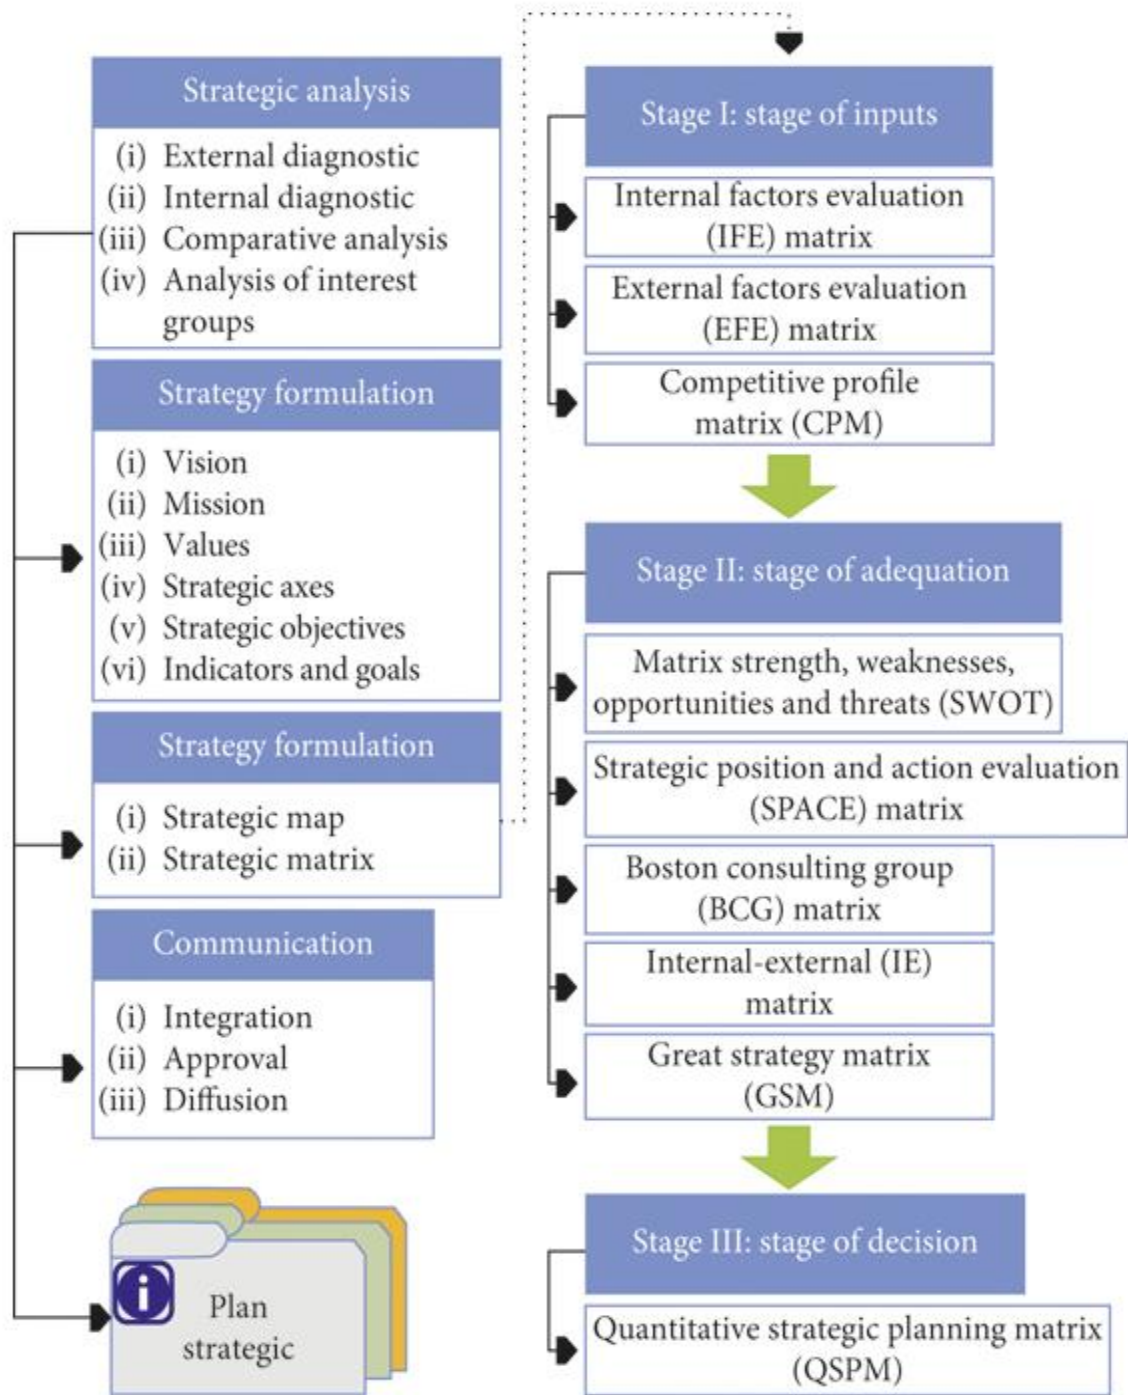 Strategic analysis
(i) External diagnostic
(ii) Internal diagnostic
(iii) Comparative analysis
(iv) Analysis of interest
groups
Strategy formulation
(i) Vision
(ii) Mission
(iii) Values
(iv) Strategic axes
(v) Strategic objectives
(vi) Indicators and goals
Strategy formulation
(i) Strategic map
(ii) Strategic matrix
Communication
(i) Integration
(ii) Approval
(iii) Diffusion
i
Plan
strategic
Stage I: stage of inputs
Internal factors evaluation
(IFE) matrix
External factors evaluation
(EFE) matrix
Competitive profile
matrix (CPM)
Stage II: stage of adequation
Matrix strength, weaknesses,
opportunities and threats (SWOT)
Strategic position and action evaluation
(SPACE) matrix
Boston consulting group
(BCG) matrix
Internal-external (IE)
matrix
Great strategy matrix
(GSM)
Stage III: stage of decision
Quantitative strategic planning matrix
(QSPM)